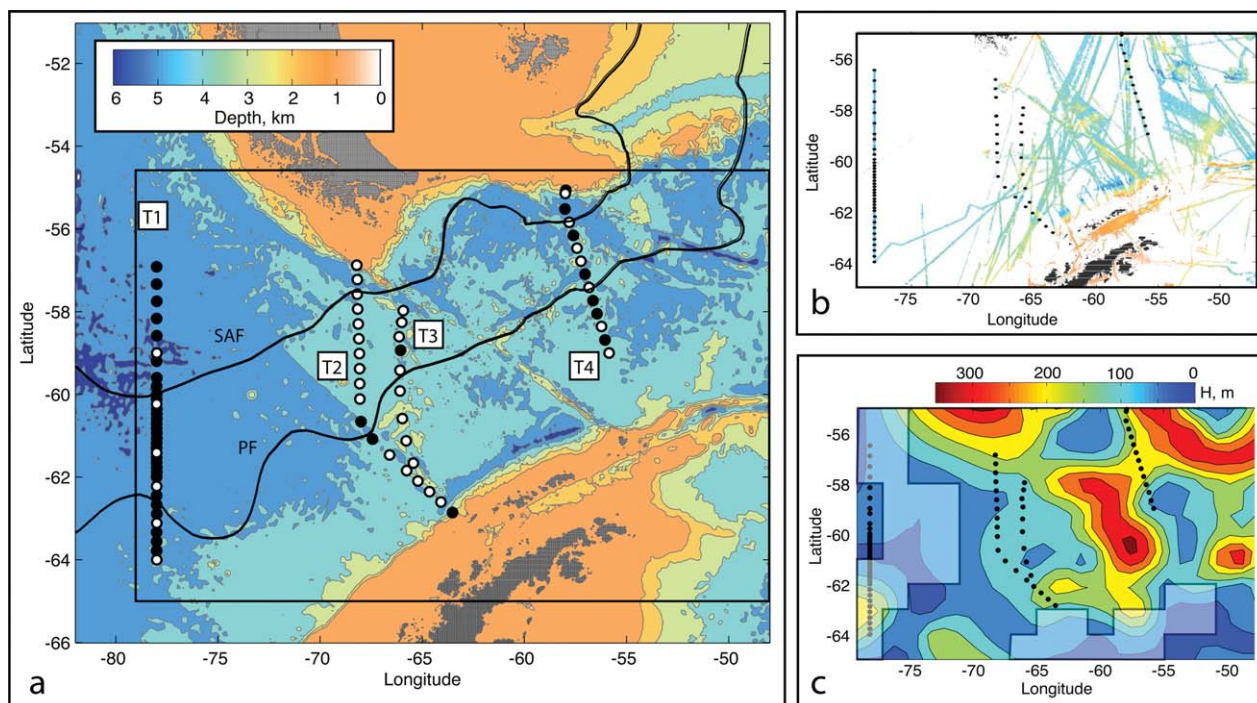 -52
-54
-56
-58
-60
-62
-64
-66
Latitude
6 5 4 3 2 1 0
Depth, km
T1
SAF
PF
T2
T3
T4
-82 -80 -75 -70 -65 -60 -55 -50
Longitude
a
-56
-58
-60
-62
-64
Latitude
-75 -70 -65 -60 -55 -50
Longitude
b
300 200 100 0
H, m
-56
-58
-60
-62
-64
Latitude
-75 -70 -65 -60 -55 -50
Longitude
c